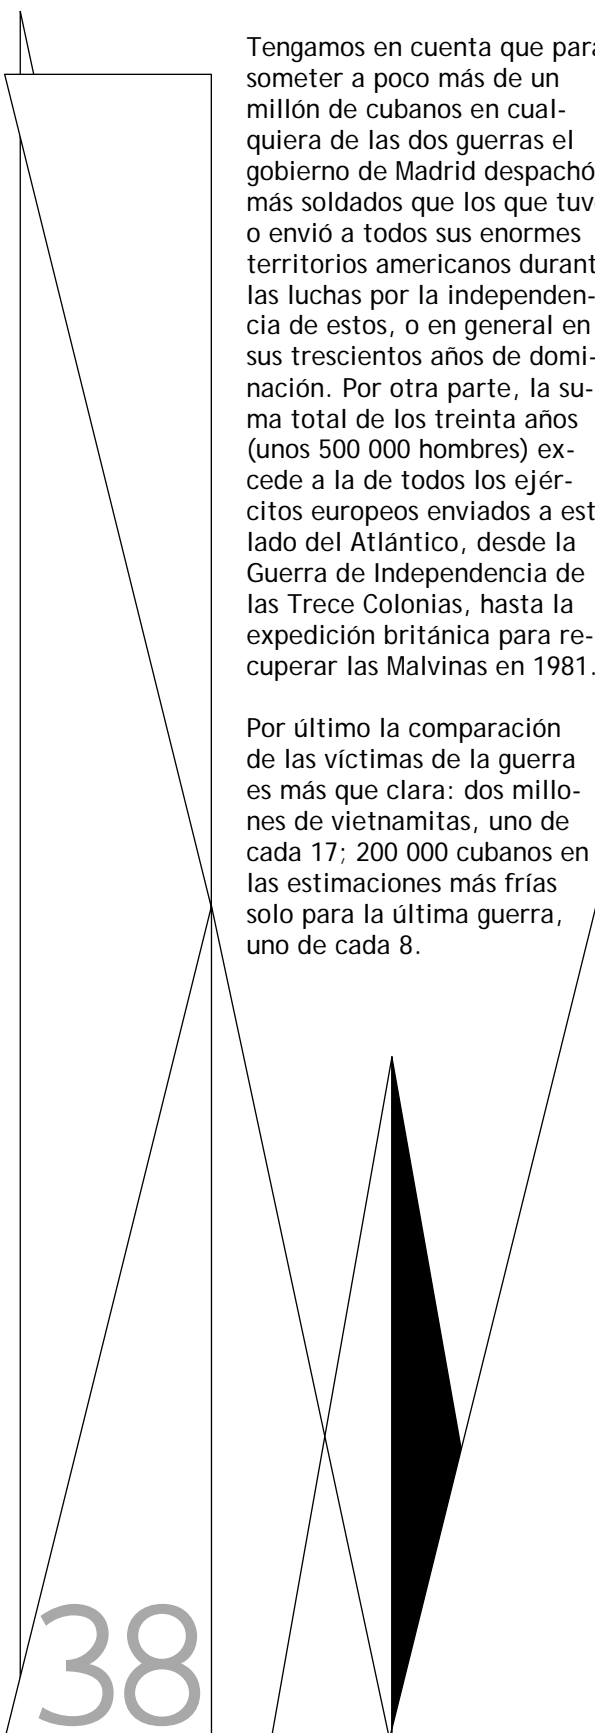 Tengamos en cuenta que para
someter a poco más de un
millón de cubanos en cual-
quiera de las dos guerras el
gobierno de Madrid despachó
más soldados que los que tuv
o envió a todos sus enormes
territorios americanos durant
las luchas por la independen-
cia de estos, o en general en
sus trescientos años de domi-
nación. Por otra parte, la su-
ma total de los treinta años
(unos 500 000 hombres) ex-
cede a la de todos los ejér-
citos europeos enviados a est
lado del Atlántico, desde la
Guerra de Independencia de
las Trece Colonias, hasta la
expedición británica para re-
cuperar las Malvinas en 1981.
Por último la comparación
de las víctimas de la guerra
es más que clara: dos millo-
nes de vietnamitas, uno de
cada 17; 200 000 cubanos en
las estimaciones más frías
solo para la última guerra,
uno de cada 8.
38